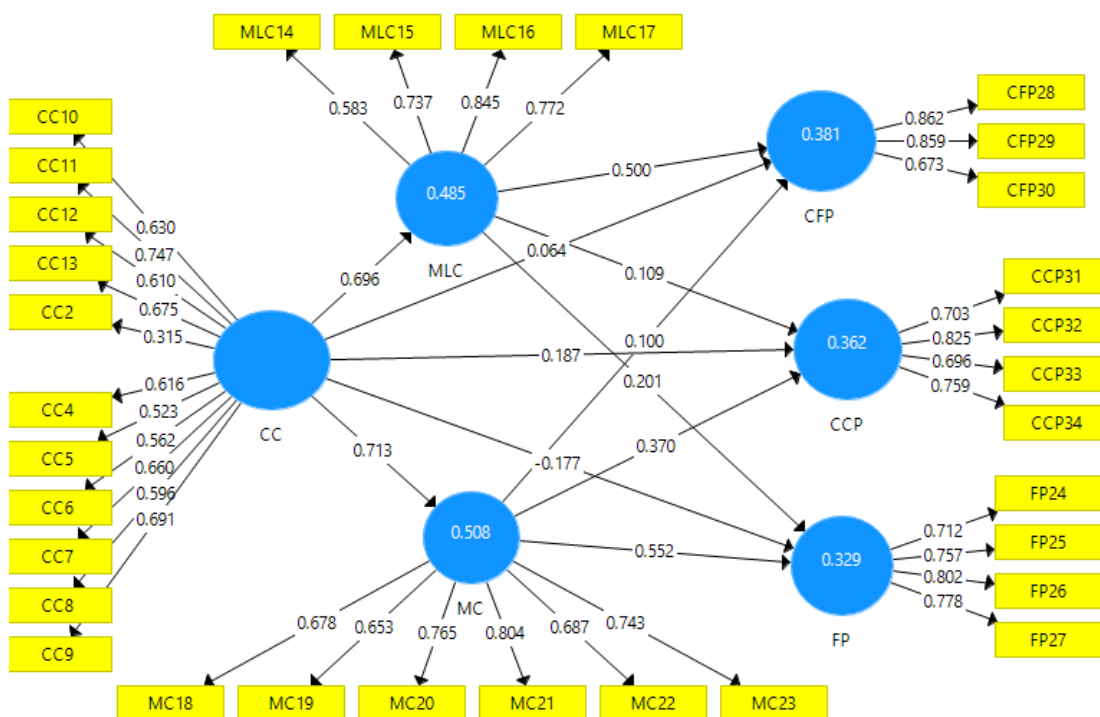 MLC14 MLC15 MLC16 MLC17
0.583 0.737 0.845 0.772
CC10
CC11
CC12
CC13
CC2
0.630
0.747
0.610
0.675
0.315
CC4
CC5
CC6
CC7
CC8
CC9
0.616
0.523
0.562
0.660
0.596
0.691
CC
0.696
0.713
0.485
MLC
0.500
0.064
0.109
0.187
0.100
0.201
0.370
-0.177
0.552
0.508
MC
0.678 0.653 0.765 0.804 0.687 0.743
MC18 MC19 MC20 MC21 MC22 MC23
0.381
CFP
0.862
0.859
0.673
CFP28
CFP29
CFP30
0.362
CCP
0.703
0.825
0.696
0.759
CCP31
CCP32
CCP33
CCP34
0.329
FP
0.712
0.757
0.802
0.778
FP24
FP25
FP26
FP27